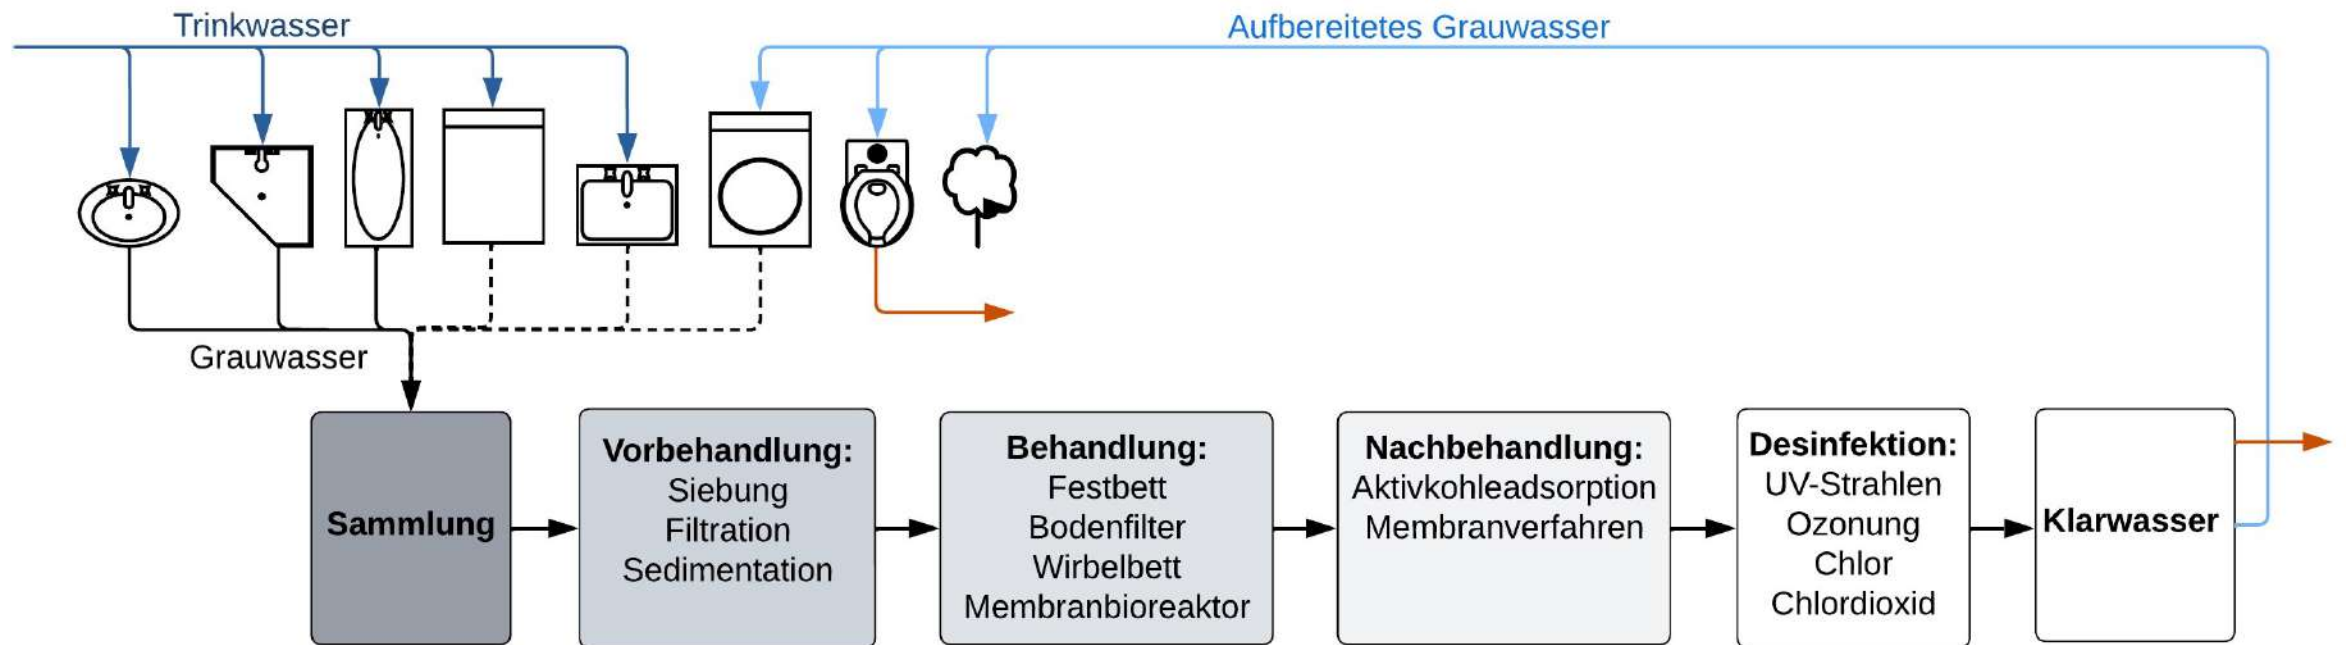 Trinkwasser
Aufbereitetes Grauwasser
Grauwasser
Sammlung
Vorbehandlung:
Siebung
Filtration
Sedimentation
Behandlung:
Festbett
Bodenfilter
Wirbelbett
Membranbioreaktor
Nachbehandlung:
Aktivkohleadsorption
Membranverfahren
Desinfektion:
UV-Strahlen
Ozonung
Chlor
Chlordioxid
Klarwasser